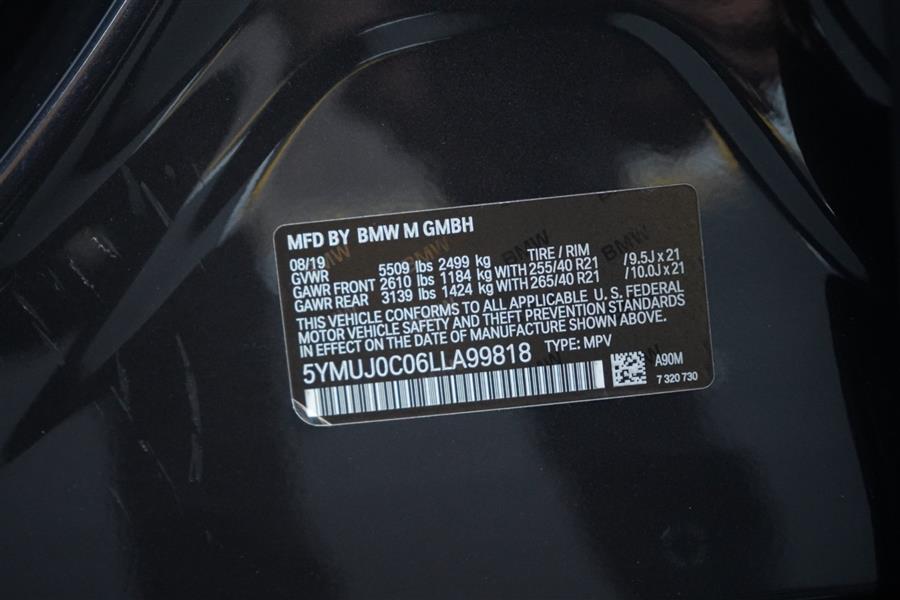 MFD BY BMW M GMBH
08/19 TIRE / RIM
GVWR 5509 lbs 2499 kg
GAWR FRONT 2610 lbs 1184 kg WITH 255/40 R21 / 9.5J x 21
GAWR REAR 3139 lbs 1424 kg WITH 265/40 R21 / 10.0J x 21
THIS VEHICLE CONFORMS TO ALL APPLICABLE U. S. FEDERAL
MOTOR VEHICLE SAFETY AND THEFT PREVENTION STANDARDS
IN EFFECT ON THE DATE OF MANUFACTURE SHOWN ABOVE.
5YMUJ0C06LLA99818 TYPE: MPV
A90M
7 320 730